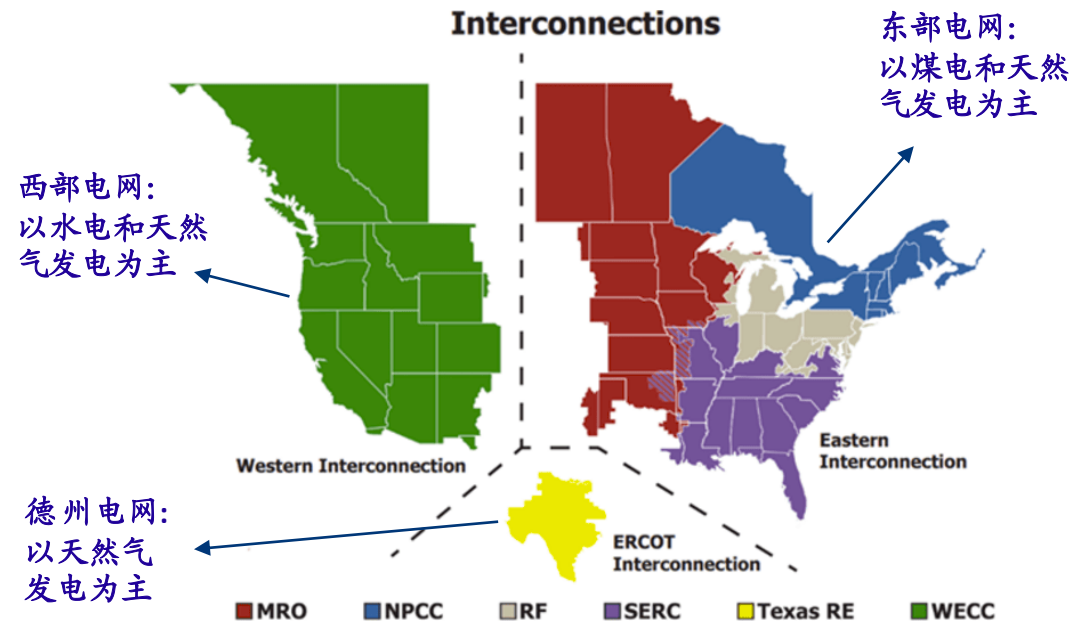 Interconnections
东部电网：
以煤电和天然
气发电为主
西部电网：
以水电和天然
气发电为主
Western Interconnection
Eastern
Interconnection
德州电网：
以天然气
发电为主
ERCOT
Interconnection
MRO NPCC RF SERC Texas RE WECC